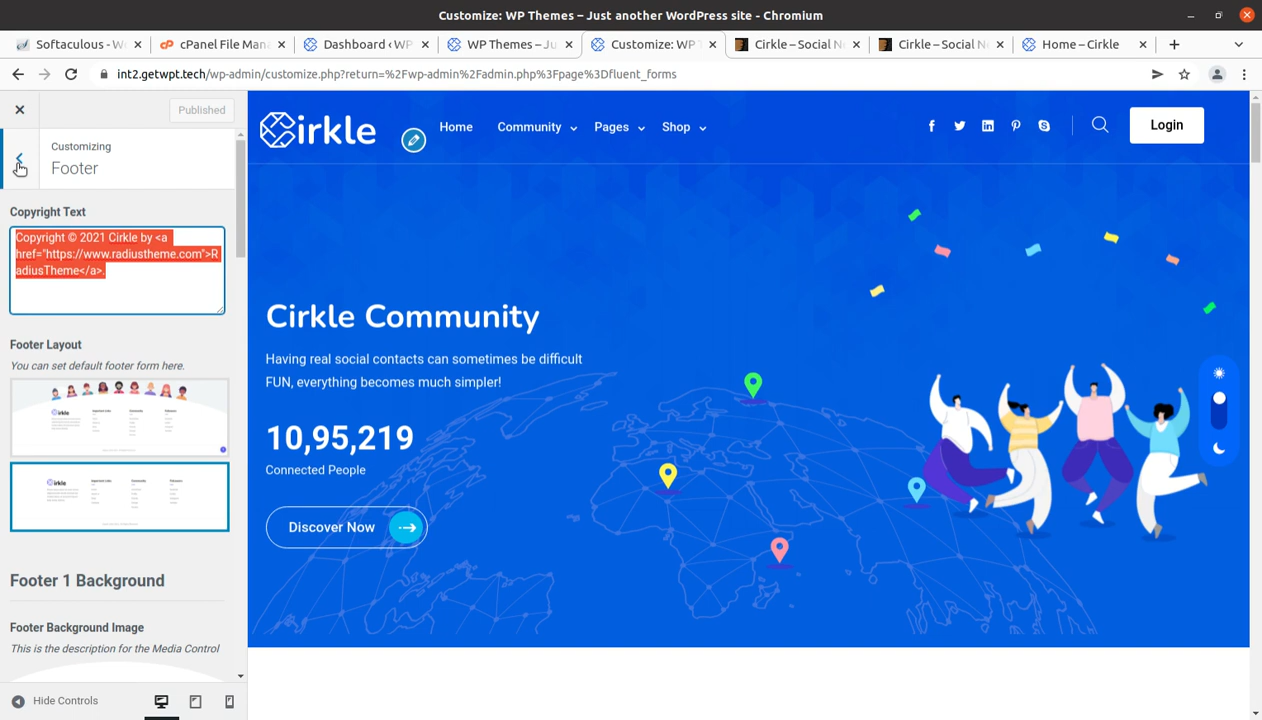 Customize: WP Themes – Just another WordPress site - Chromium
Softaculous - W
cPanel File Man
Dashboard ‹ WP
WP Themes – Ju
Customize: WP T
Cirkle – Social N
Cirkle – Social N
Home – Cirkle
int2.getwpt.tech/wp-admin/customize.php?return=%2Fwp-admin%2Fadmin.php%3Fpage%3Dfluent_forms
Published
Customizing
Footer
Copyright Text
Copyright © 2021 Cirkle by <a
href="https://www.radiustheme.com">R
adiusTheme</a>.
Footer Layout
You can set default footer form here.
Cirkle
Cirkle
Footer 1 Background
Footer Background Image
This is the description for the Media Control
Hide Controls
Cirkle
Home
Community
Pages
Shop
Login
Cirkle Community
Having real social contacts can sometimes be difficult
FUN, everything becomes much simpler!
10,95,219
Connected People
Discover Now